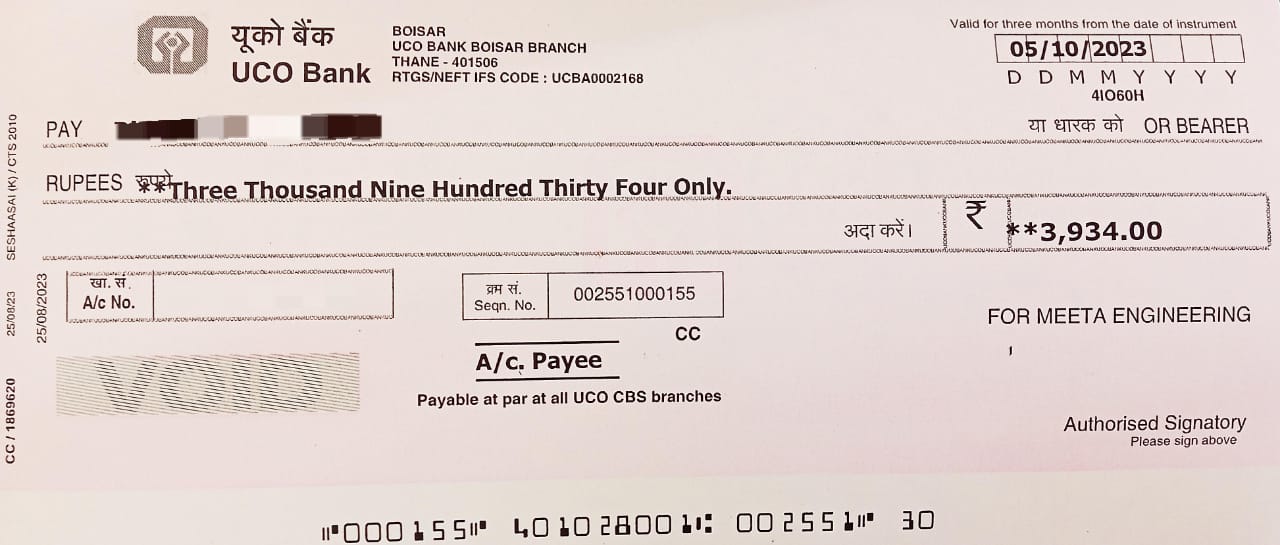 यूको बैंक
UCO Bank
BOISAR
UCO BANK BOISAR BRANCH
THANE - 401506
RTGS/NEFT IFS CODE : UCBA0002168
Valid for three months from the date of instrument
05/10/2023
D D M M Y Y Y Y
4IO60H
PAY
या धारक को OR BEARER
RUPEES रुपये **Three Thousand Nine Hundred Thirty Four Only.
अदा करें। ₹ **3,934.00
खा. सं.
A/c No.
क्रम सं.
Seqn. No. 002551000155
CC
A/c. Payee
Payable at par at all UCO CBS branches
VOID
FOR MEETA ENGINEERING
Authorised Signatory
Please sign above
SESHAASAI (K) / CTS 2010
25/08/23
25/08/2023
CC / 1869620
⑈000155⑈ 401028001⑆ 002551⑈ 30